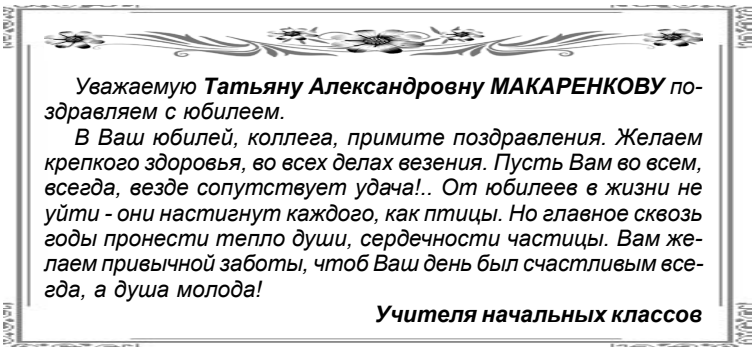 Уважаемую Татьяну Александровну МАКАРЕНКОВУ по-
здравляем с юбилеем.
В Ваш юбилей, коллега, примите поздравления. Желаем
крепкого здоровья, во всех делах везения. Пусть Вам во всем,
всегда, везде сопутствует удача!.. От юбилеев в жизни не
уйти - они настигнут каждого, как птицы. Но главное сквозь
годы пронести тепло души, сердечности частицы. Вам же-
лаем привычной заботы, чтоб Ваш день был счастливым все-
гда, а душа молода!
Учителя начальных классов